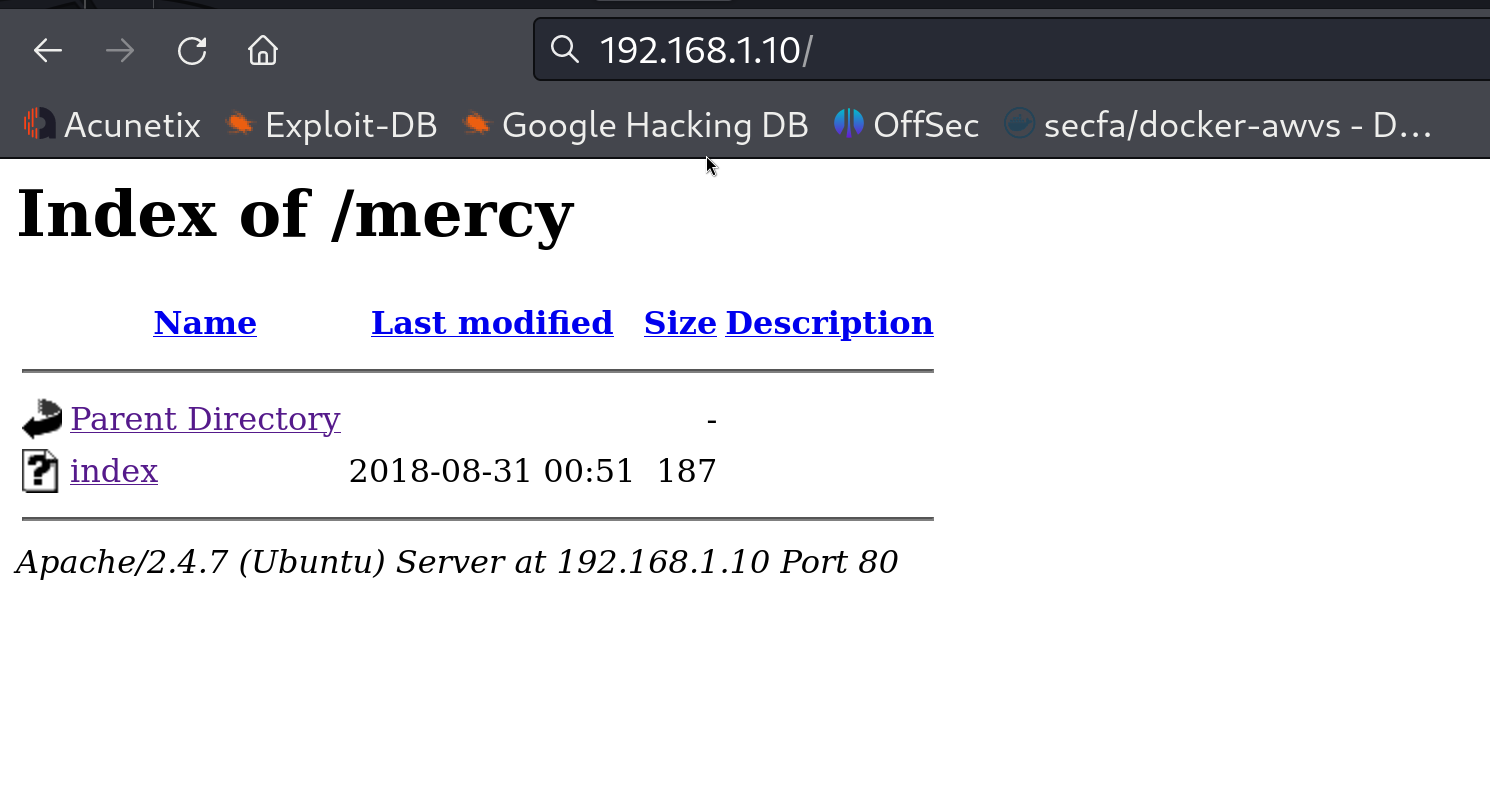 192.168.1.10/
Acunetix Exploit-DB Google Hacking DB OffSec secfa/docker-awvs - D...
Index of /mercy
Name Last modified Size Description
Parent Directory -
index 2018-08-31 00:51 187
Apache/2.4.7 (Ubuntu) Server at 192.168.1.10 Port 80